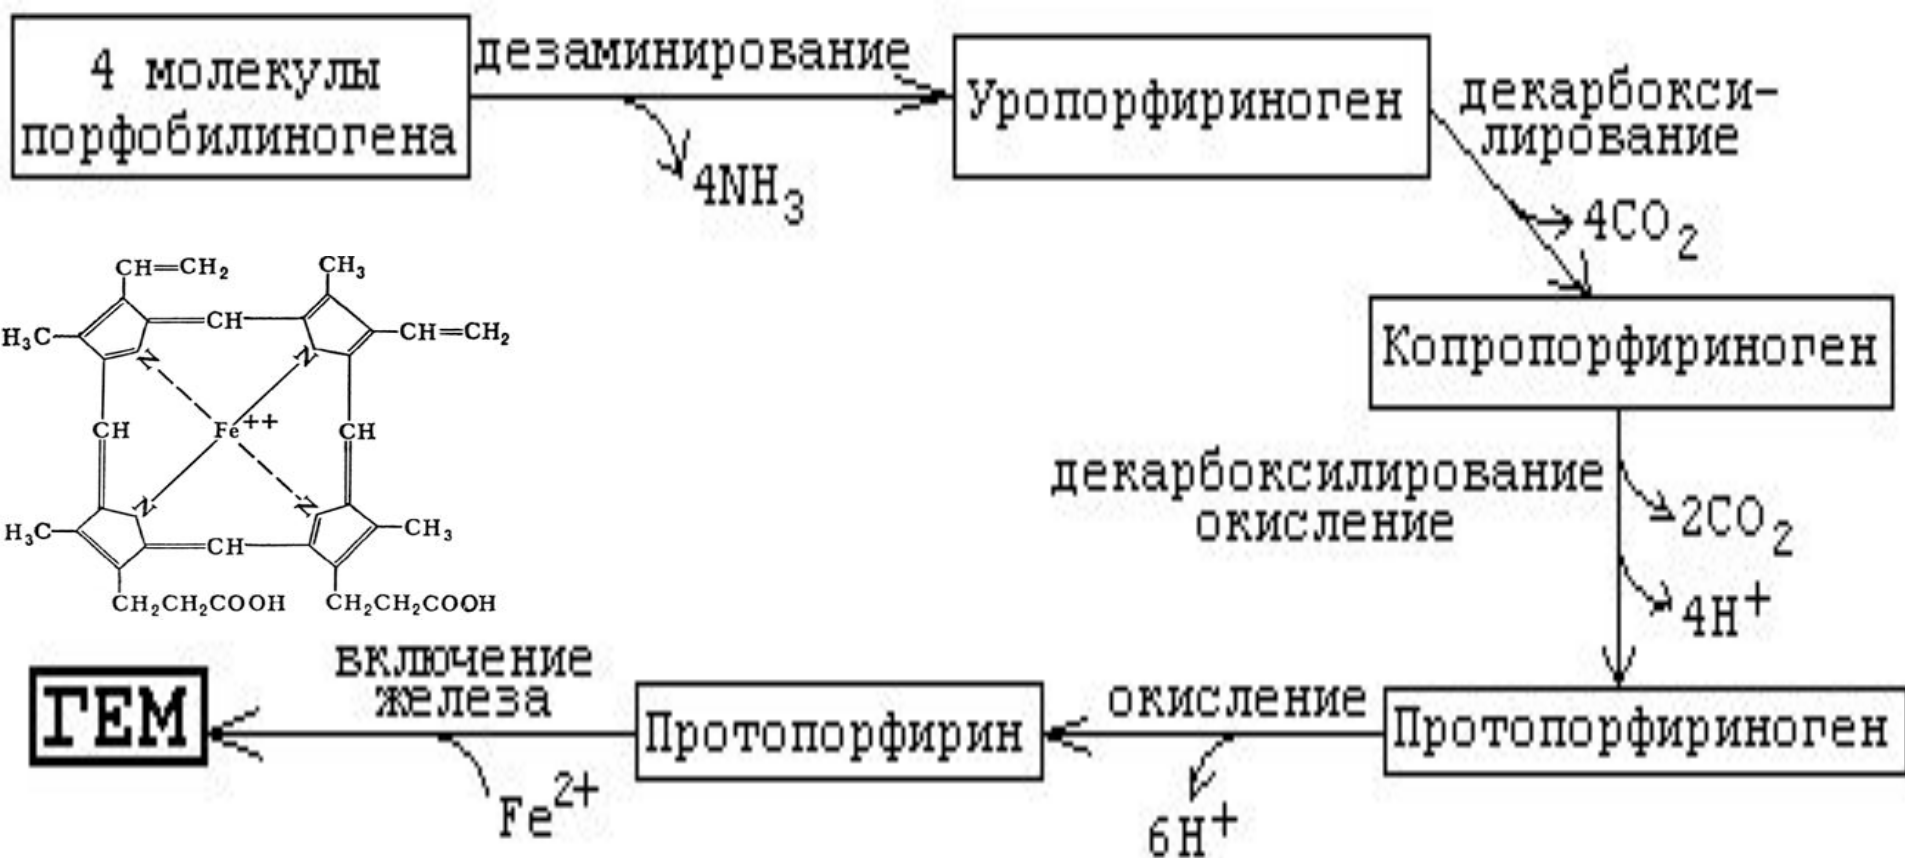 4 молекулы
порфобилиногена
дезаминирование
4NH₃
Уропорфириноген
декарбокси-
лирование
4CO₂
Копропорфириноген
декарбоксилирование
окисление
2CO₂
4H⁺
Протопорфириноген
окисление
6H⁺
Протопорфирин
включение
железа
Fe²⁺
ГЕМ
CH=CH₂
CH₃
H₃C
CH
CH=CH₂
N
N
CH
Fe⁺⁺
CH
N
N
H₃C
CH
CH₃
CH₂CH₂COOH
CH₂CH₂COOH